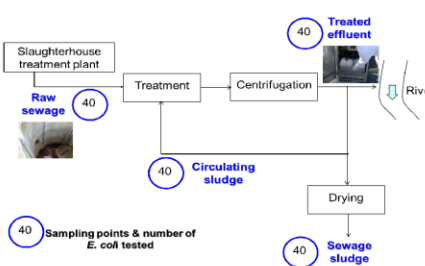 40
Treated
effluent
Slaughterhouse
treatment plant
Treatment
Centrifugation
Raw
sewage
40
40
Circulating
sludge
Drying
40
Sampling points & number of
E. coli tested
40
Sewage
sludge